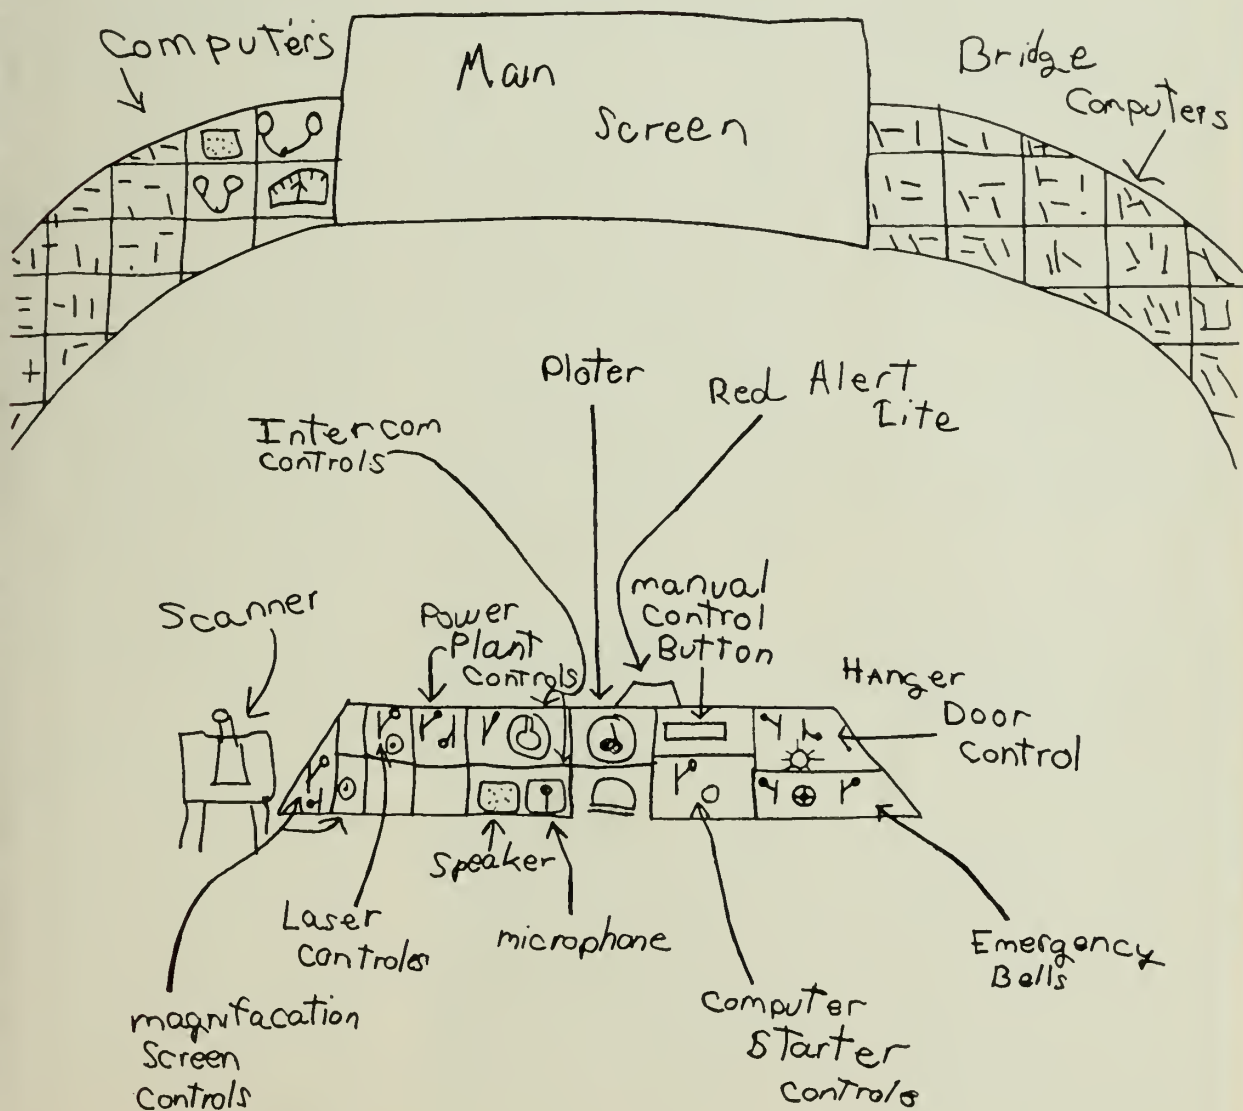 Computers
Main
Screen
Bridge
Computers
Ploter
Red Alert
Lite
Intercom
controls
Scanner
Power
Plant
Controls
manual
Control
Button
Hanger
Door
Control
Speaker
microphone
Laser
Controles
Emergency
Bells
magnifacation
Screen
Controls
Computer
Starter
Controls